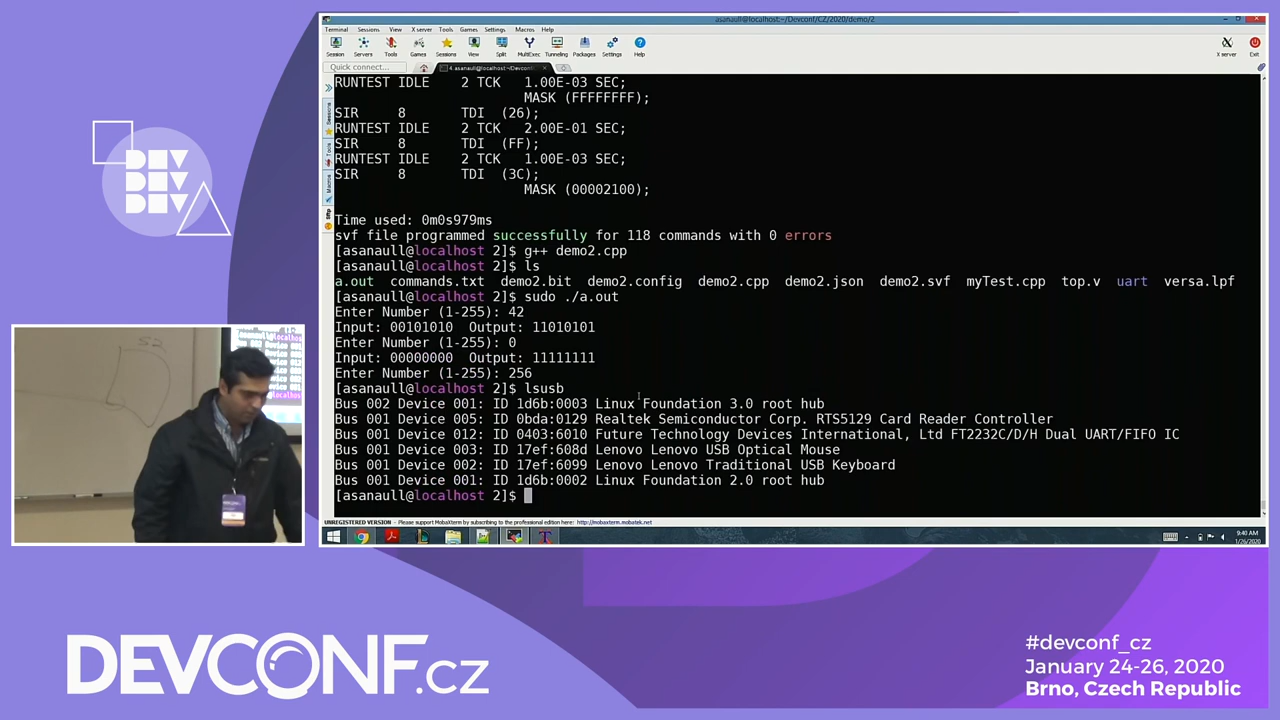 asanaull@localhost:~/Devconf/CZ/2020/demo/2
Terminal Sessions View X server Tools Games Settings Macros Help
Session Servers Tools Games Sessions View Split MultiExec Tunneling Packages Settings Help X server Exit
Quick connect...
4. asanaull@localhost:~/Devconf
Sessions
Tools
Macros
Sftp
RUNTEST IDLE 2 TCK 1.00E-03 SEC;
MASK (FFFFFFFF);
SIR 8 TDI (26);
RUNTEST IDLE 2 TCK 2.00E-01 SEC;
SIR 8 TDI (FF);
RUNTEST IDLE 2 TCK 1.00E-03 SEC;
SIR 8 TDI (3C);
MASK (00002100);
Time used: 0m0s979ms
svf file programmed successfully for 118 commands with 0 errors
[asanaull@localhost 2]$ g++ demo2.cpp
[asanaull@localhost 2]$ ls
a.out commands.txt demo2.bit demo2.config demo2.cpp demo2.json demo2.svf myTest.cpp top.v uart versa.lpf
[asanaull@localhost 2]$ sudo ./a.out
Enter Number (1-255): 42
Input: 00101010 Output: 11010101
Enter Number (1-255): 0
Input: 00000000 Output: 11111111
Enter Number (1-255): 256
[asanaull@localhost 2]$ lsusb
Bus 002 Device 001: ID 1d6b:0003 Linux Foundation 3.0 root hub
Bus 001 Device 005: ID 0bda:0129 Realtek Semiconductor Corp. RTS5129 Card Reader Controller
Bus 001 Device 012: ID 0403:6010 Future Technology Devices International, Ltd FT2232C/D/H Dual UART/FIFO IC
Bus 001 Device 003: ID 17ef:608d Lenovo Lenovo USB Optical Mouse
Bus 001 Device 002: ID 17ef:6099 Lenovo Lenovo Traditional USB Keyboard
Bus 001 Device 001: ID 1d6b:0002 Linux Foundation 2.0 root hub
[asanaull@localhost 2]$
UNREGISTERED VERSION - Please support MobaXterm by subscribing to the professional edition here: http://mobaxterm.mobatek.net
9:40 AM
1/26/2020
DEV
DEV
DEV
DEVCONF.cz
#devconf_cz
January 24-26, 2020
Brno, Czech Republic